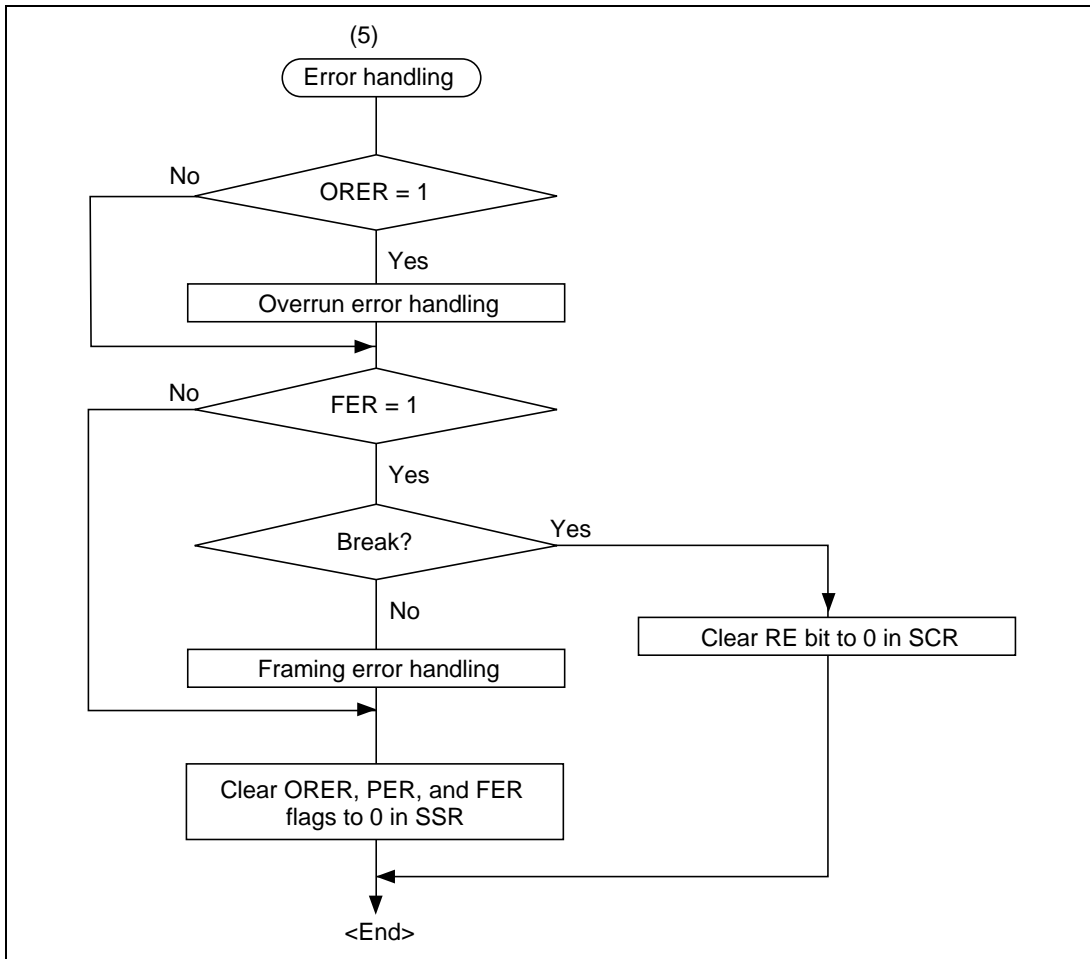 (5)
Error handling
No
ORER = 1
Yes
Overrun error handling
No
FER = 1
Yes
Break?
Yes
No
Clear RE bit to 0 in SCR
Framing error handling
Clear ORER, PER, and FER
flags to 0 in SSR
<End>